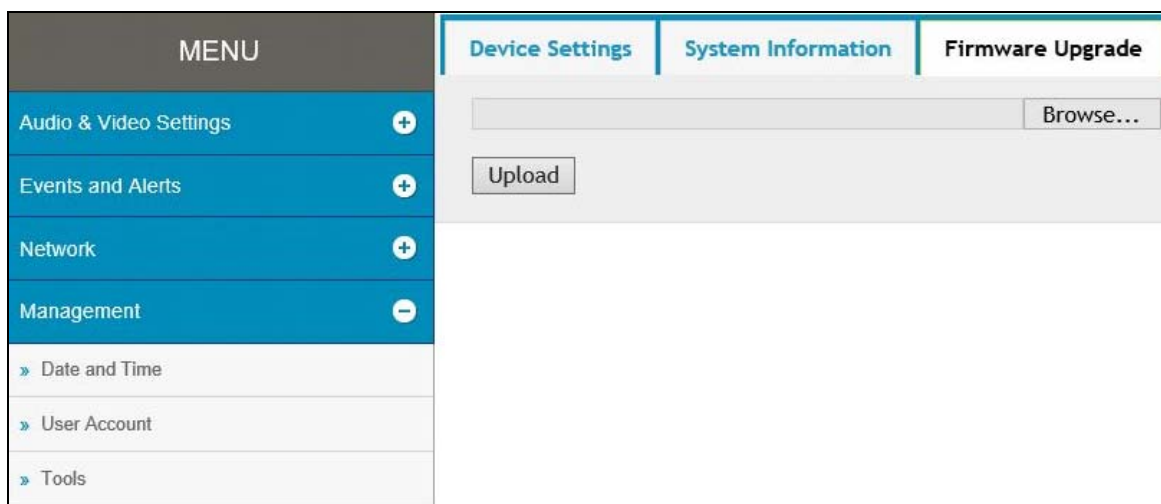 MENU
Audio & Video Settings
Events and Alerts
Network
Management
» Date and Time
» User Account
» Tools
Device Settings
System Information
Firmware Upgrade
Browse...
Upload